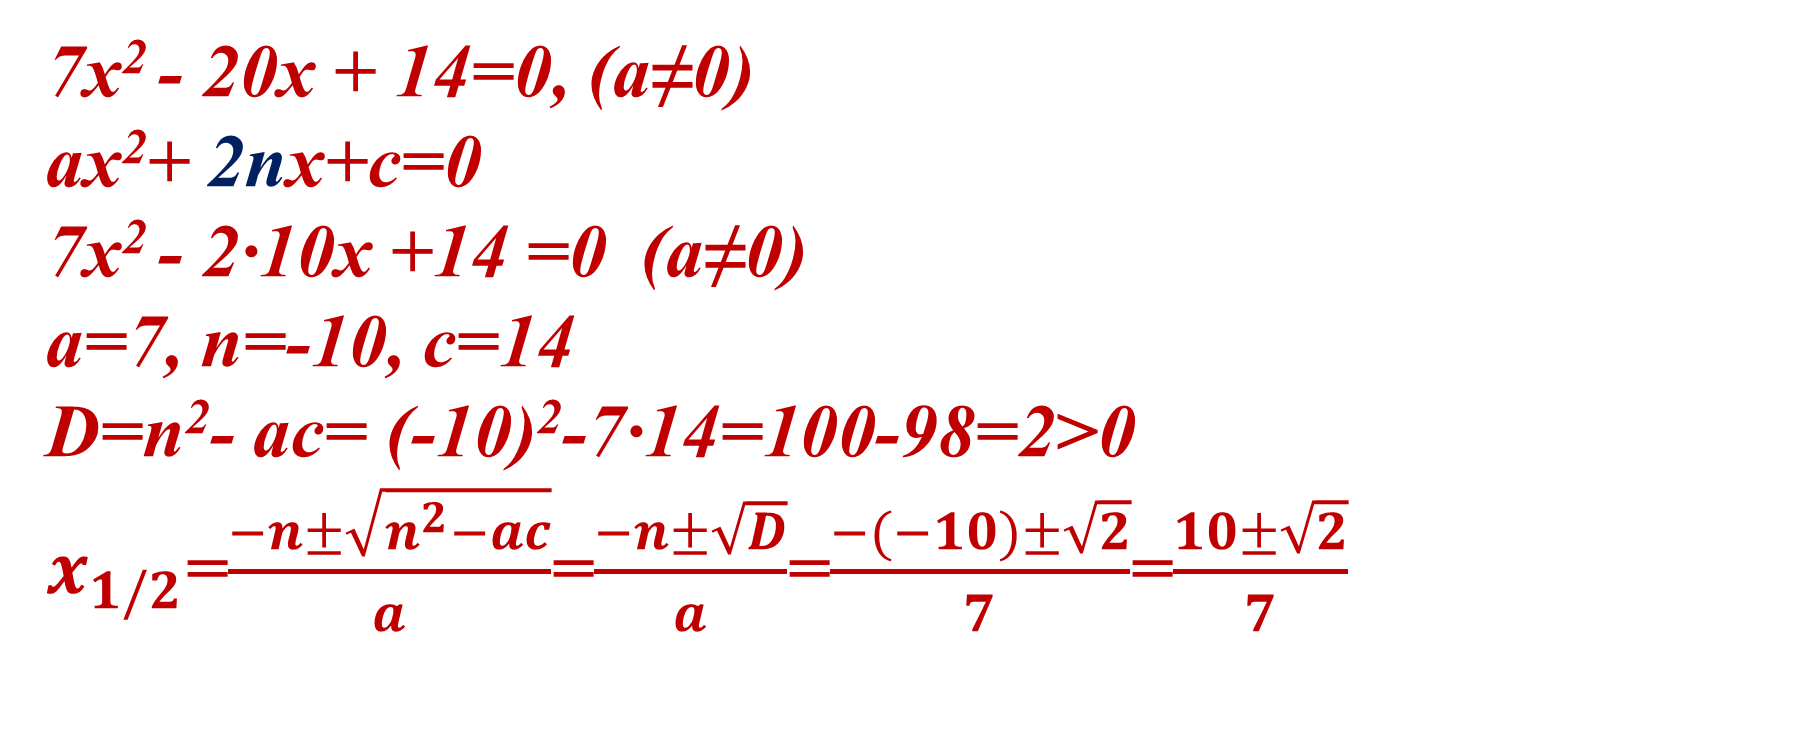 7x² - 20x + 14=0, (a≠0)
ax²+ 2nx+c=0
7x² - 2·10x +14 =0 (a≠0)
a=7, n=-10, c=14
D=n²- ac= (-10)²-7·14=100-98=2>0
x₁/₂=(−n±√(n²−ac))/a=(−n±√D)/a=(−(−10)±√2)/7=(10±√2)/7